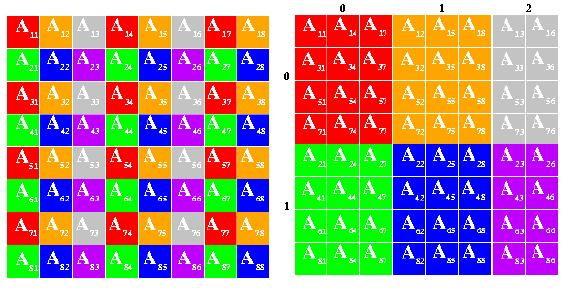 A11 A12 A13 A14 A15 A16 A17 A18
A21 A22 A23 A24 A25 A26 A27 A28
A31 A32 A33 A34 A35 A36 A37 A38
A41 A42 A43 A44 A45 A46 A47 A48
A51 A52 A53 A54 A55 A56 A57 A58
A61 A62 A63 A64 A65 A66 A67 A68
A71 A72 A73 A74 A75 A76 A77 A78
A81 A82 A83 A84 A85 A86 A87 A88
0 1 2
A11 A14 A17 A12 A15 A18 A13 A16
A31 A34 A37 A32 A35 A38 A33 A36
0
A51 A54 A57 A52 A55 A58 A53 A56
A71 A74 A77 A72 A75 A78 A73 A76
A21 A24 A27 A22 A25 A28 A23 A26
A41 A44 A47 A42 A45 A48 A43 A46
1
A61 A64 A67 A62 A65 A68 A63 A66
A81 A84 A87 A82 A85 A88 A83 A86